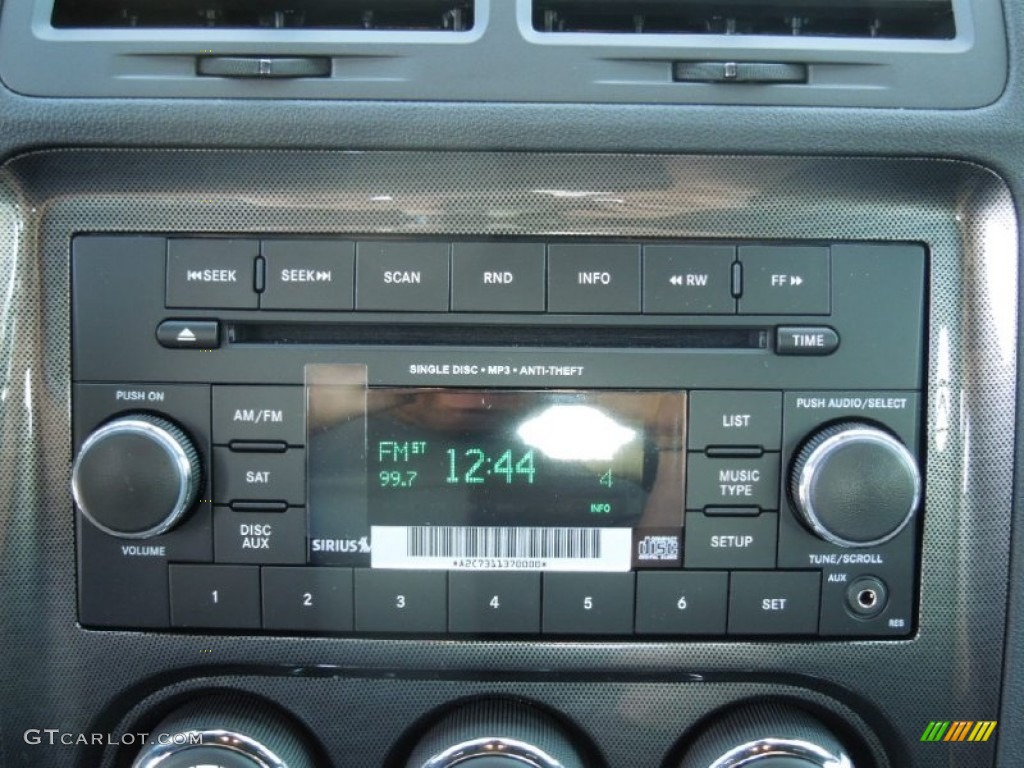 SEEK SEEK SCAN RND INFO RW FF
TIME
SINGLE DISC • MP3 • ANTI-THEFT
PUSH ON
PUSH AUDIO/SELECT
AM/FM
LIST
FM ST 12:44
99.7 4
INFO
SAT
MUSIC
TYPE
DISC
AUX
SETUP
VOLUME
SIRIUS
*A2C7311370000*
TUNE/SCROLL
AUX
1 2 3 4 5 6 SET
RES
GTCARLOT.COM